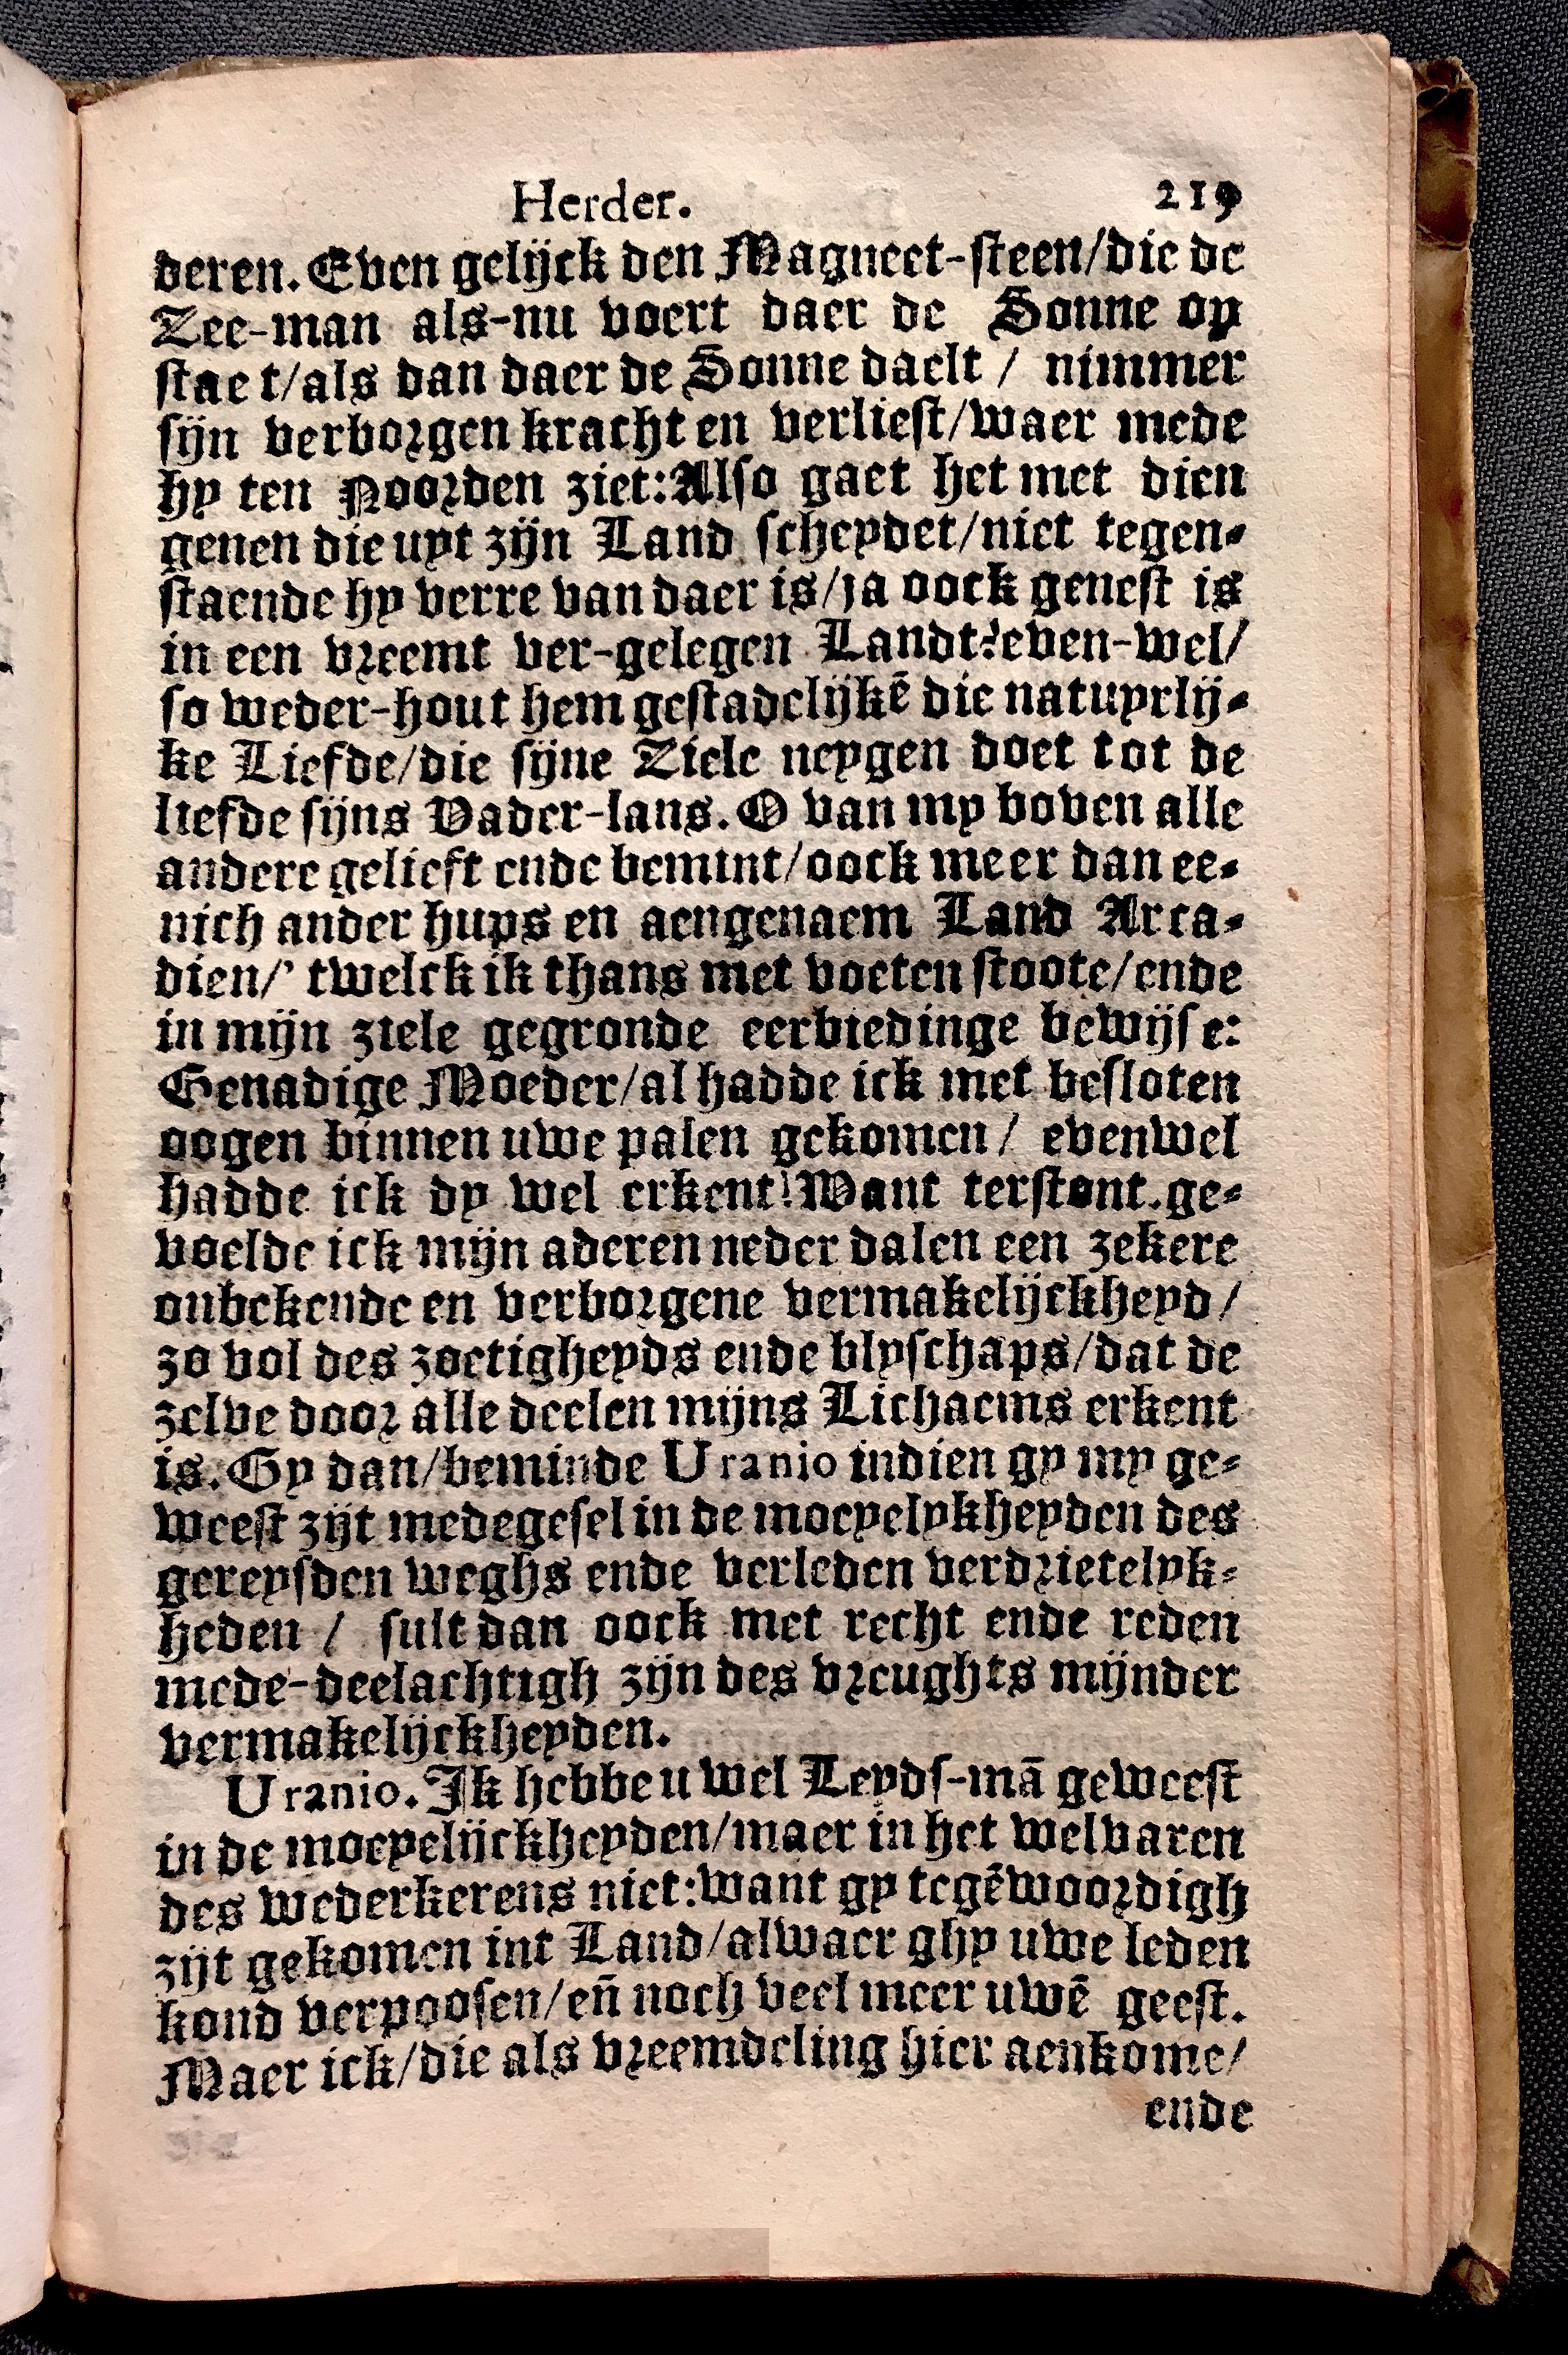 Herder. 219
deren. Even gelijck den Magneet-steen/die de
Zee-man als-nu voert daer de Sonne op
stae t/als dan daer de Sonne daelt / nimmer
sijn verborgen kracht en verliest/waer mede
hy ten Noorden ziet: Also gaet het met dien
genen die uyt zijn Land scheydet/niet tegen-
staende hy verre van daer is/ja oock genest is
in een vreemt ver-gelegen Landt: even-wel/
so weder-hout hem gestadelijkē die natuyrlij-
ke Liefde/die sijne Ziele neygen doet tot de
liefde sijns Vader-lans. O van my boven alle
andere gelieft ende bemint/oock meer dan ee-
nich ander hups en aengenaem Land Arca-
dien/' twelck ik thans met voeten stoote/ende
in mijn ziele gegronde eerbiedinge bewijs e:
Genadige Moeder/al hadde ick met besloten
oogen binnen uwe palen gekomen / evenwel
hadde ick dy wel erkent! Want terstont.ge-
voelde ick mijn aderen neder dalen een zekere
onbekende en verborgene vermakelijckheyd /
zo vol des zoetigheyds ende blyschaps/dat de
zelve door alle deelen mijns Lichaems erkent
is. Gy dan/beminde Uranio indien gy my ge-
weest zijt medegesel in de moeyelykheyden des
gereysden weghs ende verleden verdrietelyk-
heden / sult dan oock met recht ende reden
mede-deelachtigh zijn des vreughts mijnder
vermakelijckheyden.
Uranio. Ik hebbe u wel Leyds-mā geweest
in de moeyelijckheyden/maer in het welvaren
des wederkerens niet: want gy tegēwoordigh
zijt gekomen int Land/alwaer ghy uwe leden
kond verpoosen/eñ noch veel meer uwē geest.
Maer ick/die als vreemdeling hier aenkome/
ende